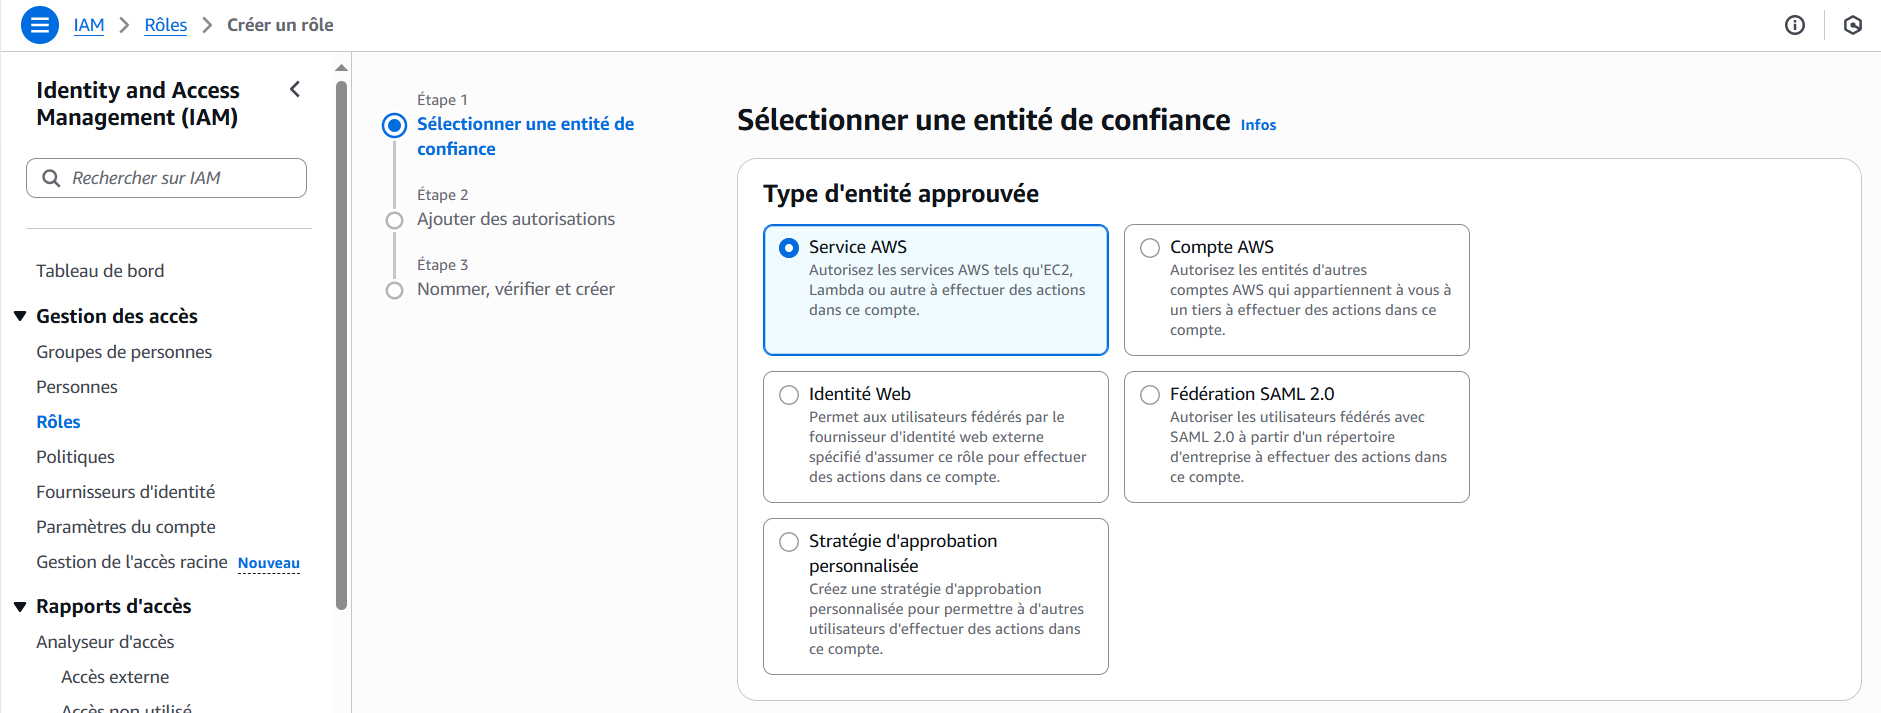 IAM
Rôles
Créer un rôle
Identity and Access
Management (IAM)
Rechercher sur IAM
Tableau de bord
Gestion des accès
Groupes de personnes
Personnes
Rôles
Politiques
Fournisseurs d'identité
Paramètres du compte
Gestion de l'accès racine Nouveau
Rapports d'accès
Analyseur d'accès
Accès externe
Accès non utilisé
Étape 1
Sélectionner une entité de
confiance
Étape 2
Ajouter des autorisations
Étape 3
Nommer, vérifier et créer
Sélectionner une entité de confiance Infos
Type d'entité approuvée
Service AWS
Autorisez les services AWS tels qu'EC2,
Lambda ou autre à effectuer des actions
dans ce compte.
Compte AWS
Autorisez les entités d'autres
comptes AWS qui appartiennent à vous à
un tiers à effectuer des actions dans ce
compte.
Identité Web
Permet aux utilisateurs fédérés par le
fournisseur d'identité web externe
spécifié d'assumer ce rôle pour effectuer
des actions dans ce compte.
Fédération SAML 2.0
Autoriser les utilisateurs fédérés avec
SAML 2.0 à partir d'un répertoire
d'entreprise à effectuer des actions dans
ce compte.
Stratégie d'approbation
personnalisée
Créez une stratégie d'approbation
personnalisée pour permettre à d'autres
utilisateurs d'effectuer des actions dans
ce compte.